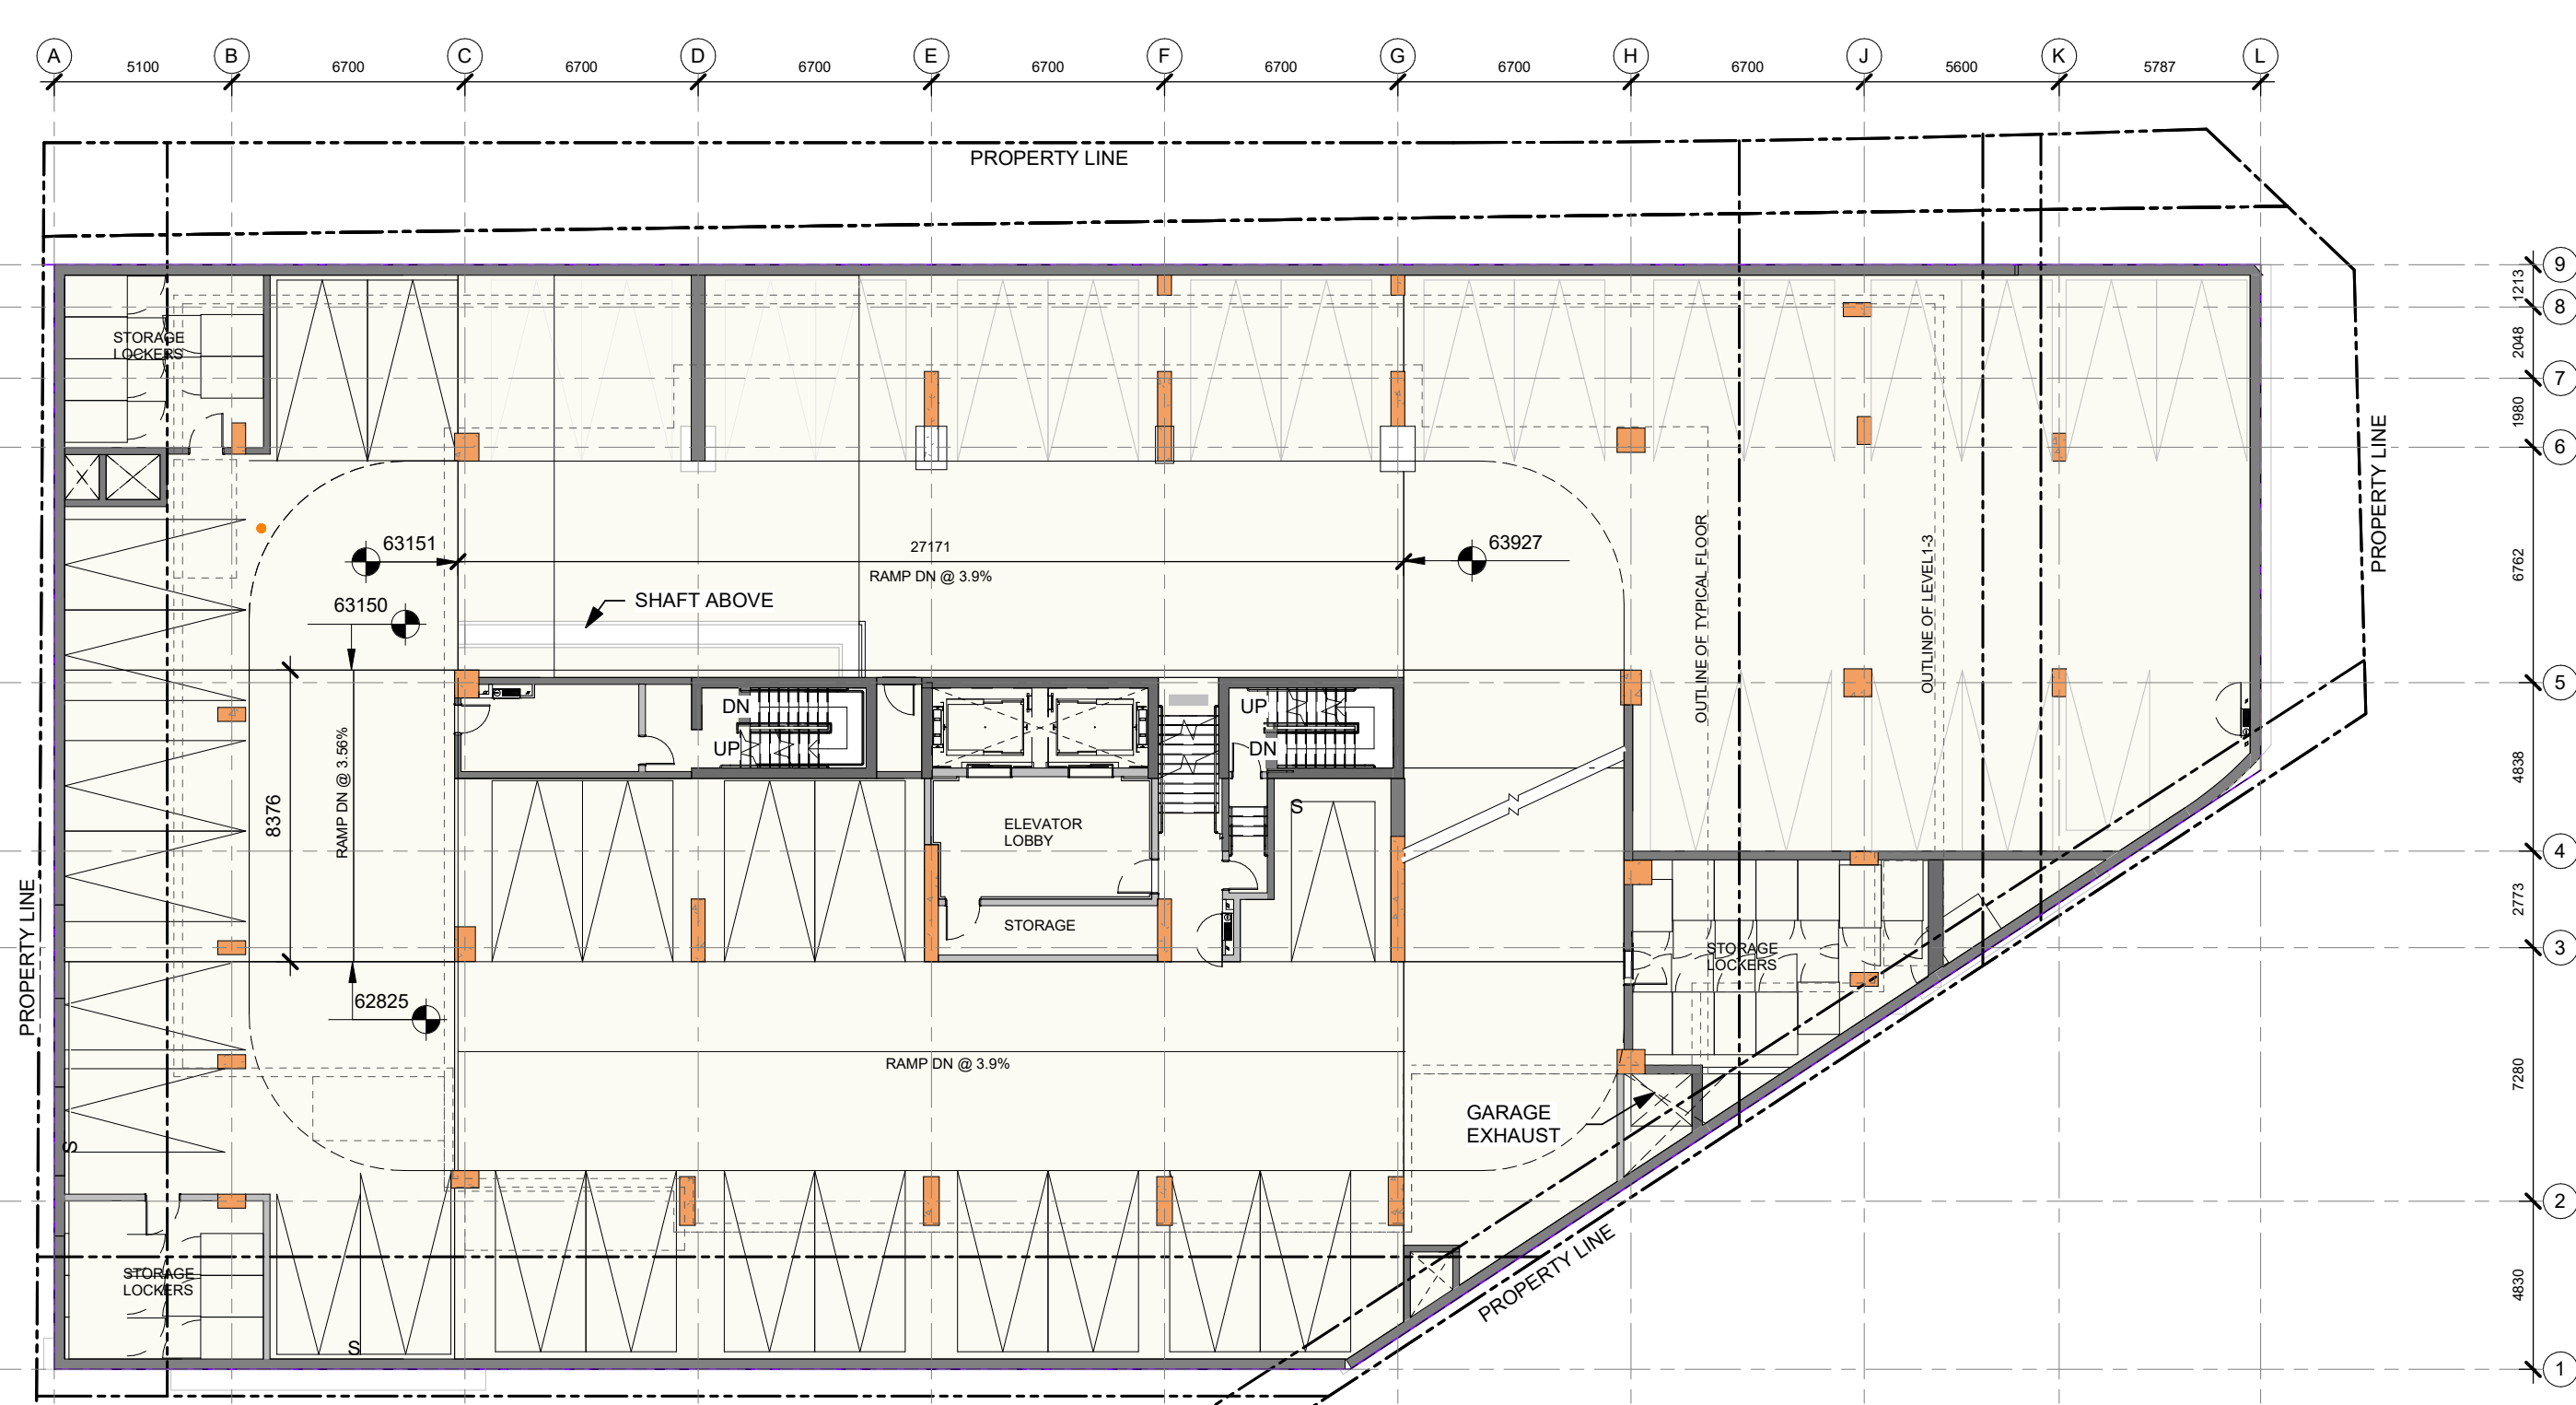 A B C D E F G H J K L
5100 6700 6700 6700 6700 6700 6700 6700 5600 5787
PROPERTY LINE
9
1213
8
2048
7
1980
6
6762
5
4838
4
2773
3
7280
2
4830
1
STORAGE
LOCKERS
PROPERTY LINE
63151
27171
RAMP DN @ 3.9%
63927
63150
SHAFT ABOVE
OUTLINE OF TYPICAL FLOOR
OUTLINE OF LEVEL1-3
DN
UP
UP
DN
RAMP DN @ 3.56%
8376
S
ELEVATOR
LOBBY
STORAGE
STORAGE
LOCKERS
PROPERTY LINE
62825
RAMP DN @ 3.9%
GARAGE
EXHAUST
S
STORAGE
LOCKERS
PROPERTY LINE
S